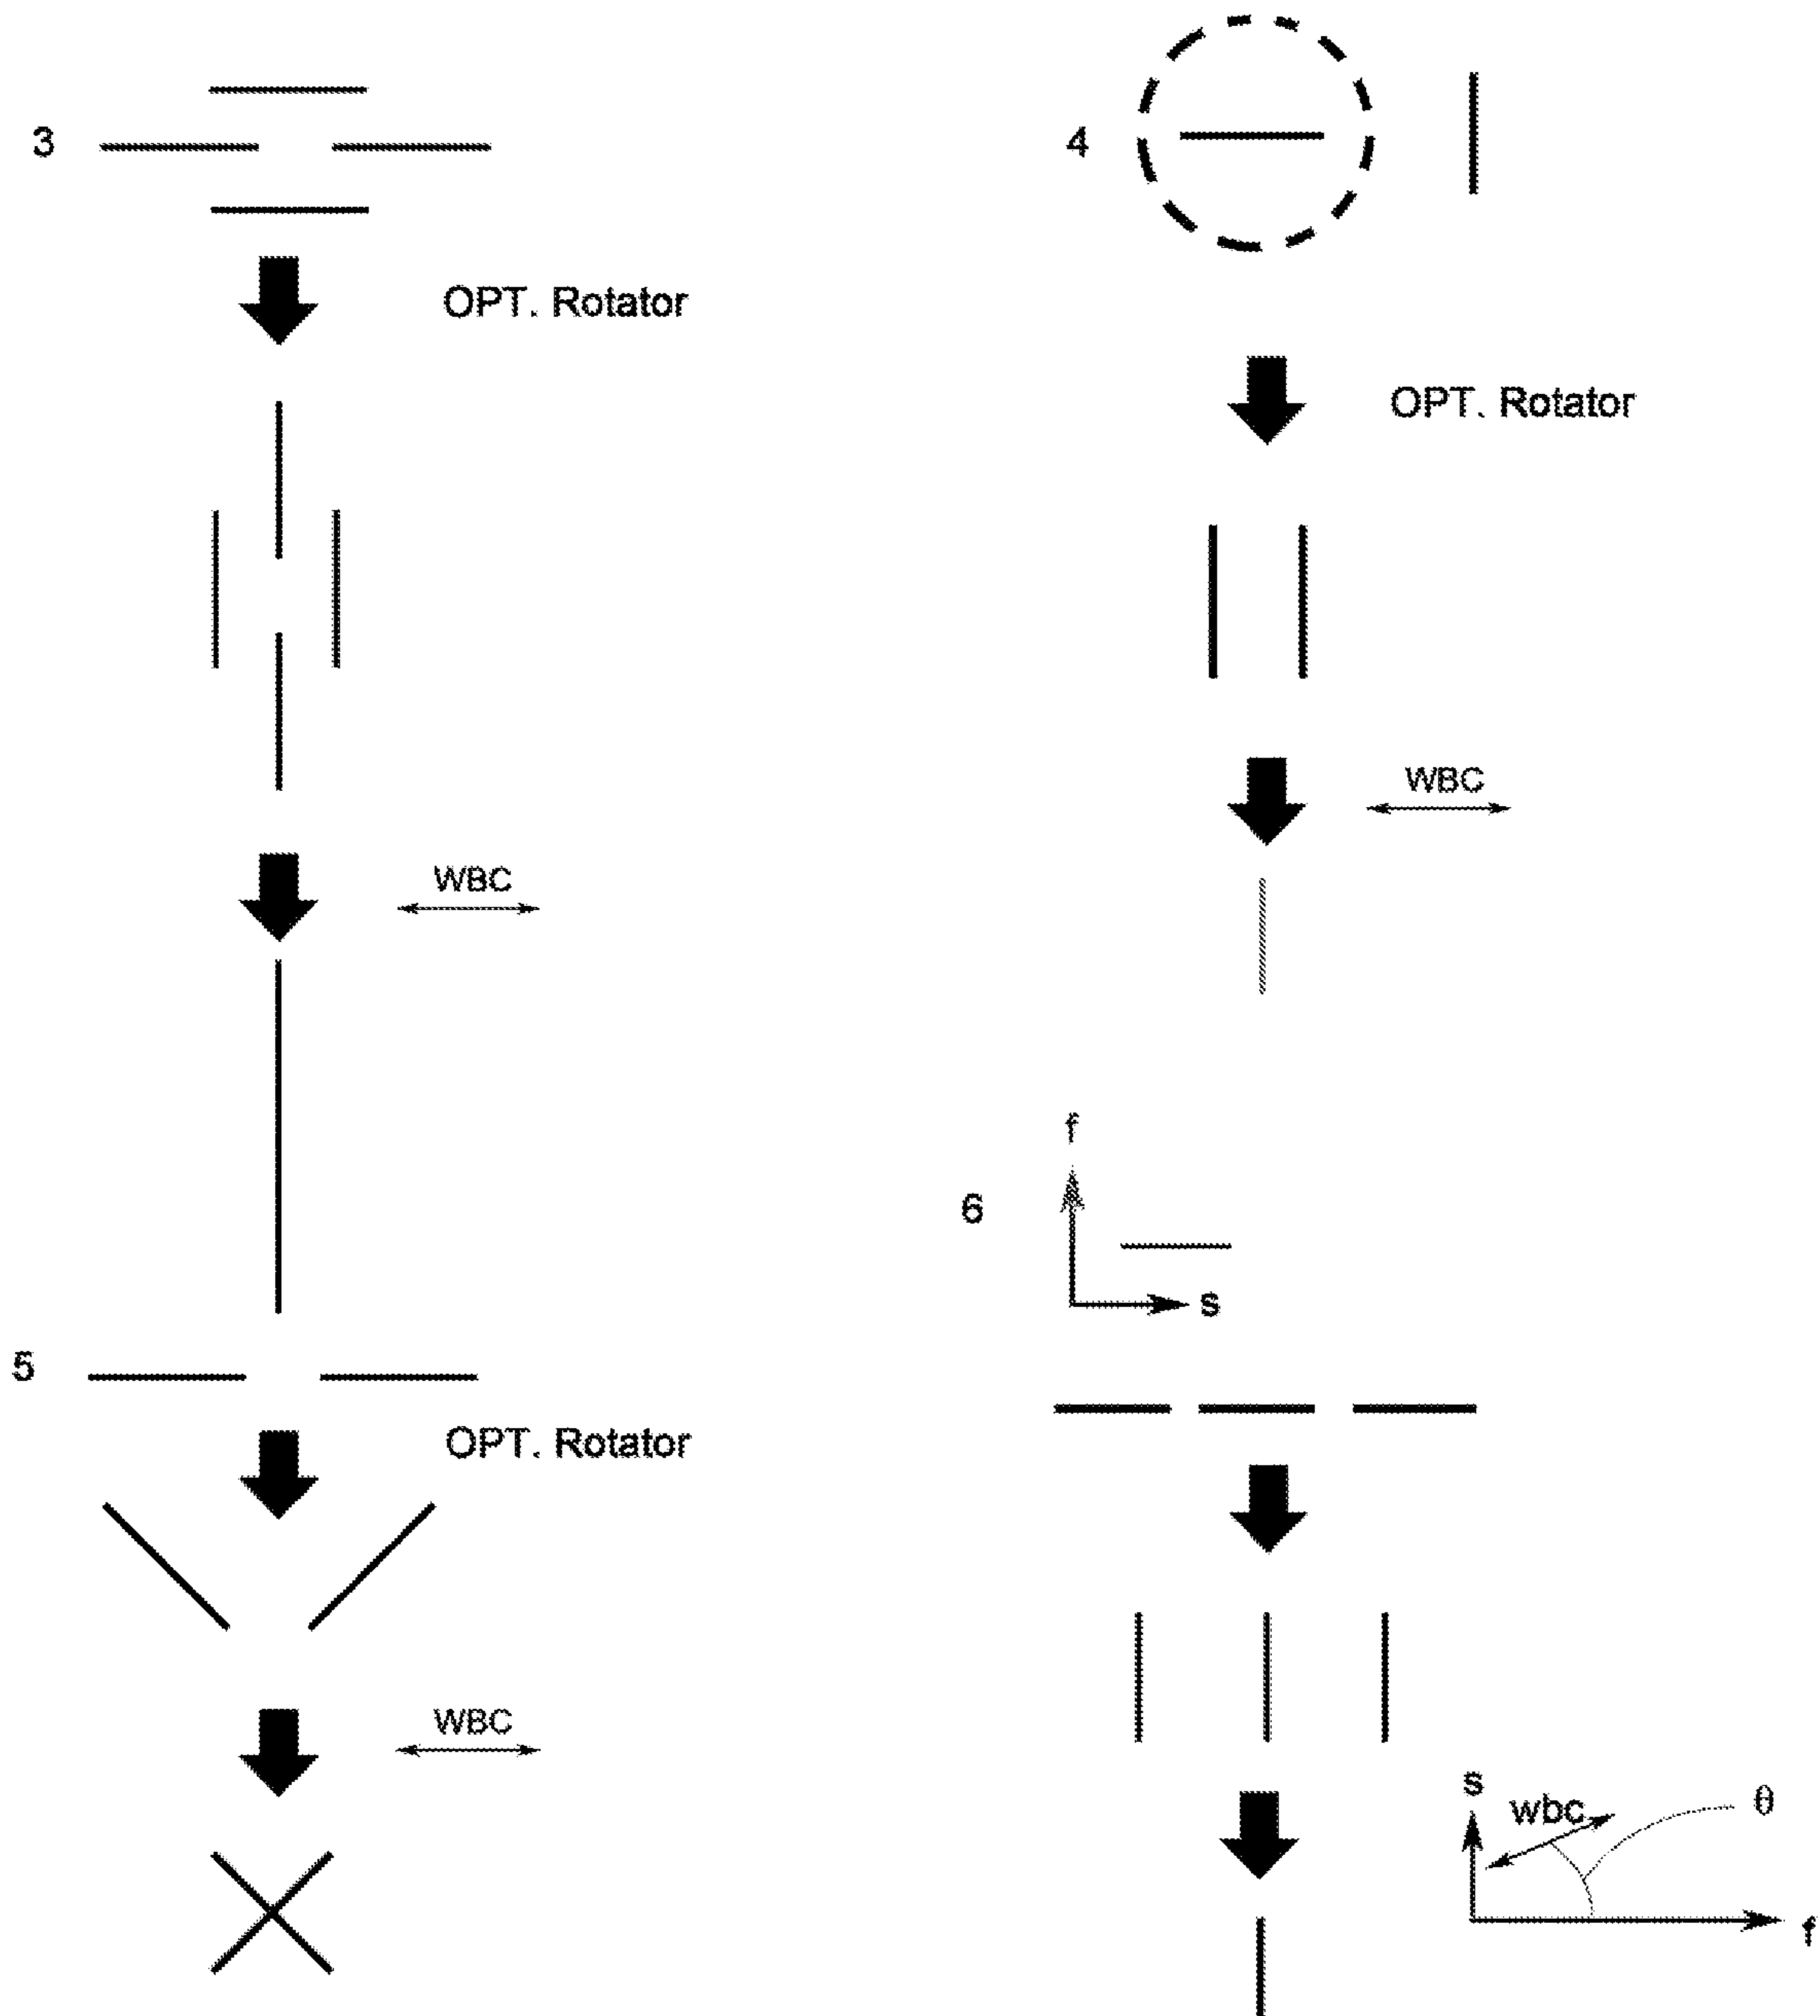 3
OPT. Rotator
WBC
4
OPT. Rotator
WBC
5
OPT. Rotator
WBC
6
f
s
s
wbc
θ
f